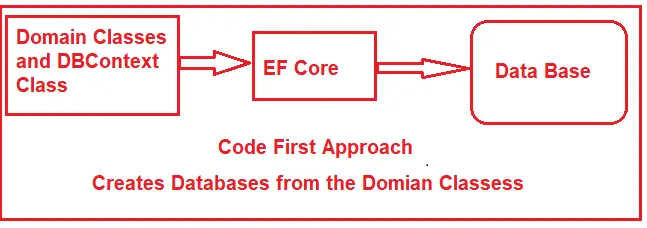 Domain Classes
and DBContext
Class
EF Core
Data Base
Code First Approach
Creates Databases from the Domian Classess